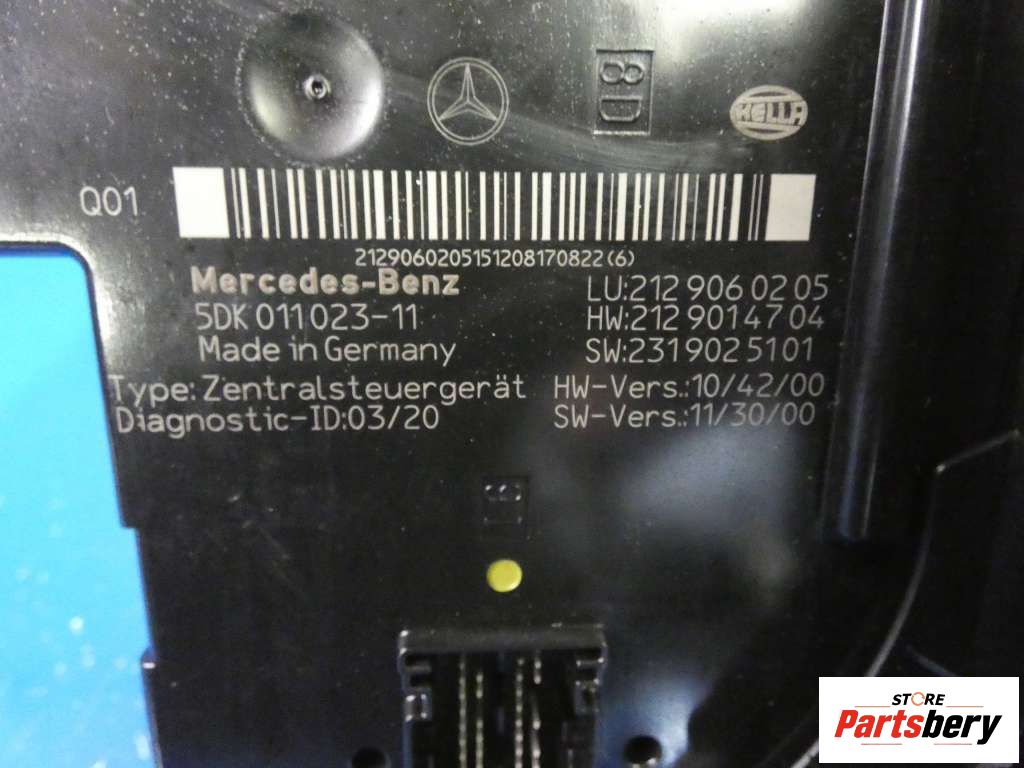 8D
HELLA
Q01
2129060205151208170822(6)
Mercedes-Benz
5DK 011 023-11
Made in Germany
Type: Zentralsteuergerät
Diagnostic-ID:03/20
LU:212 906 02 05
HW:212 901 47 04
SW:231 902 51 01
HW-Vers.:10/42/00
SW-Vers.:11/30/00
STORE
Partsbery